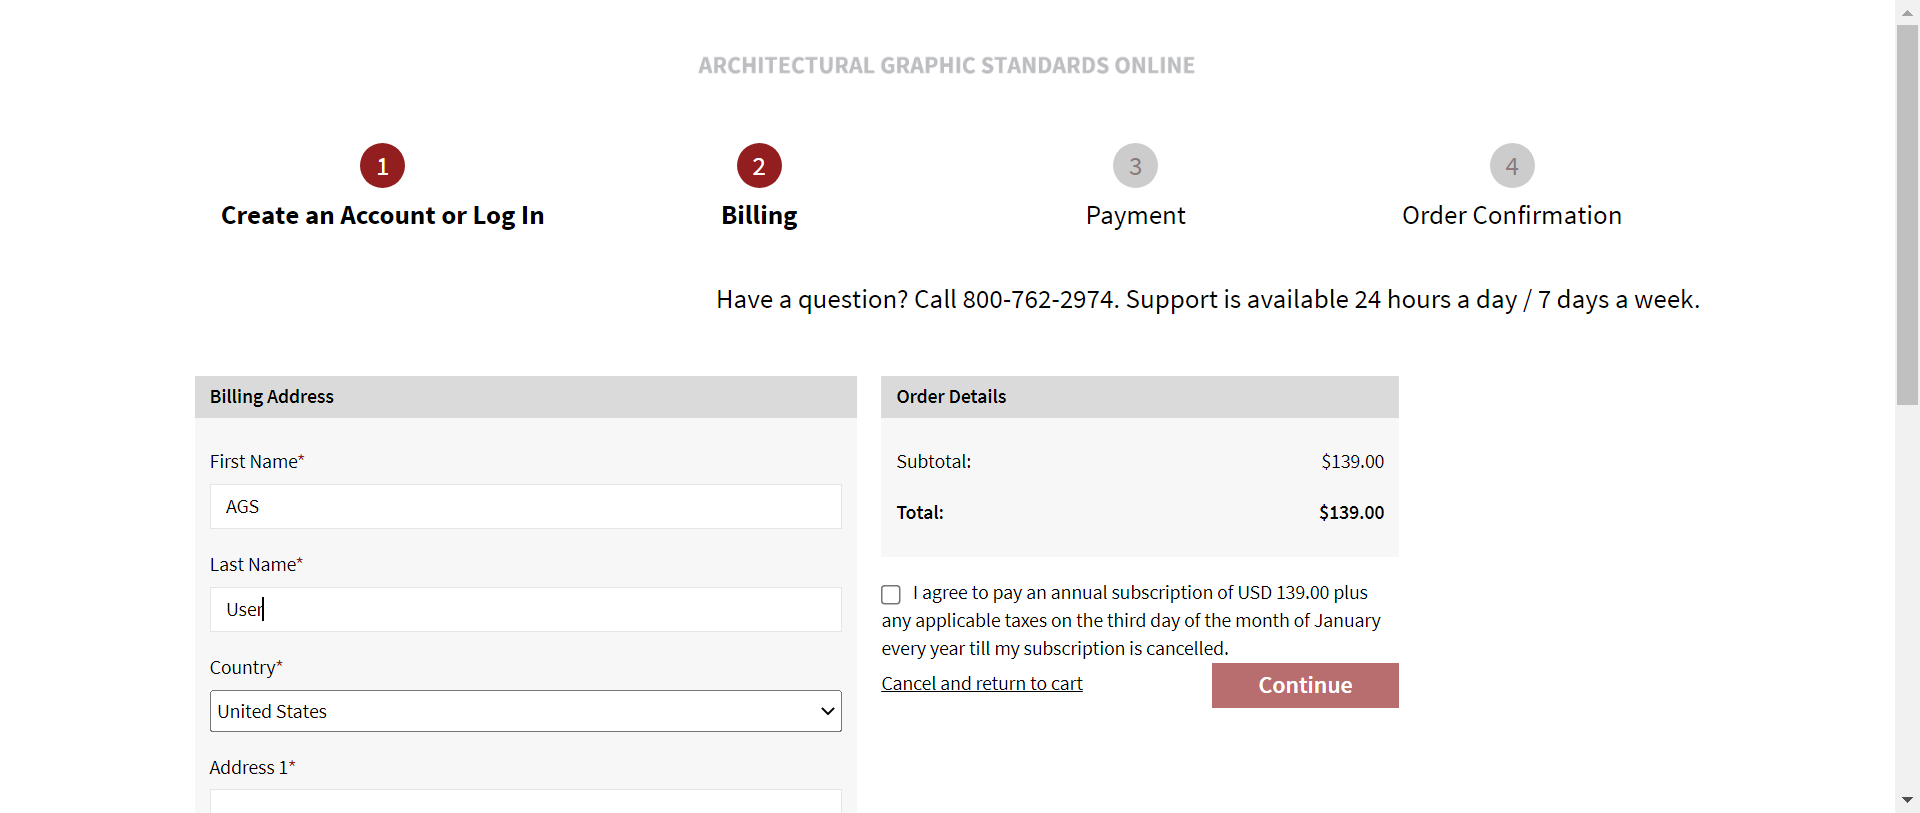 ARCHITECTURAL GRAPHIC STANDARDS ONLINE
1
Create an Account or Log In
2
Billing
3
Payment
4
Order Confirmation
Have a question? Call 800-762-2974. Support is available 24 hours a day / 7 days a week.
Billing Address
First Name*
AGS
Last Name*
User
Country*
United States
Address 1*
Order Details
Subtotal: $139.00
Total: $139.00
I agree to pay an annual subscription of USD 139.00 plus
any applicable taxes on the third day of the month of January
every year till my subscription is cancelled.
Cancel and return to cart
Continue